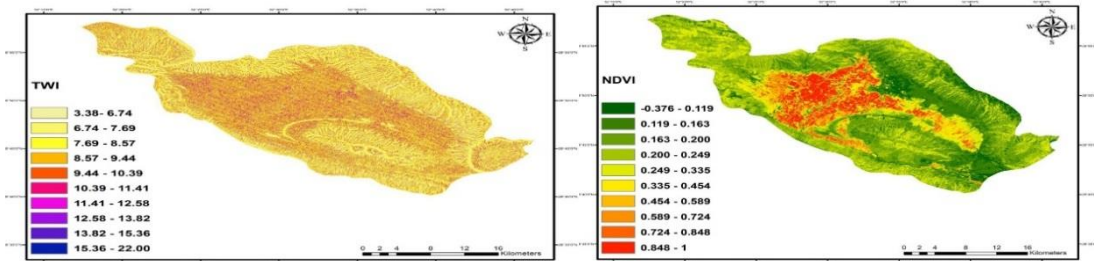 N
W E
S
TWI
3.38- 6.74
6.74 - 7.69
7.69 - 8.57
8.57 - 9.44
9.44 - 10.39
10.39 - 11.41
11.41 - 12.58
12.58 - 13.82
13.82 - 15.36
15.36 - 22.00
0 2 4 8 12 16
Kilometers
N
W E
S
NDVI
-0.376 - 0.119
0.119 - 0.163
0.163 - 0.200
0.200 - 0.249
0.249 - 0.335
0.335 - 0.454
0.454 - 0.589
0.589 - 0.724
0.724 - 0.848
0.848 - 1
0 2 4 8 12 16
Kilometers